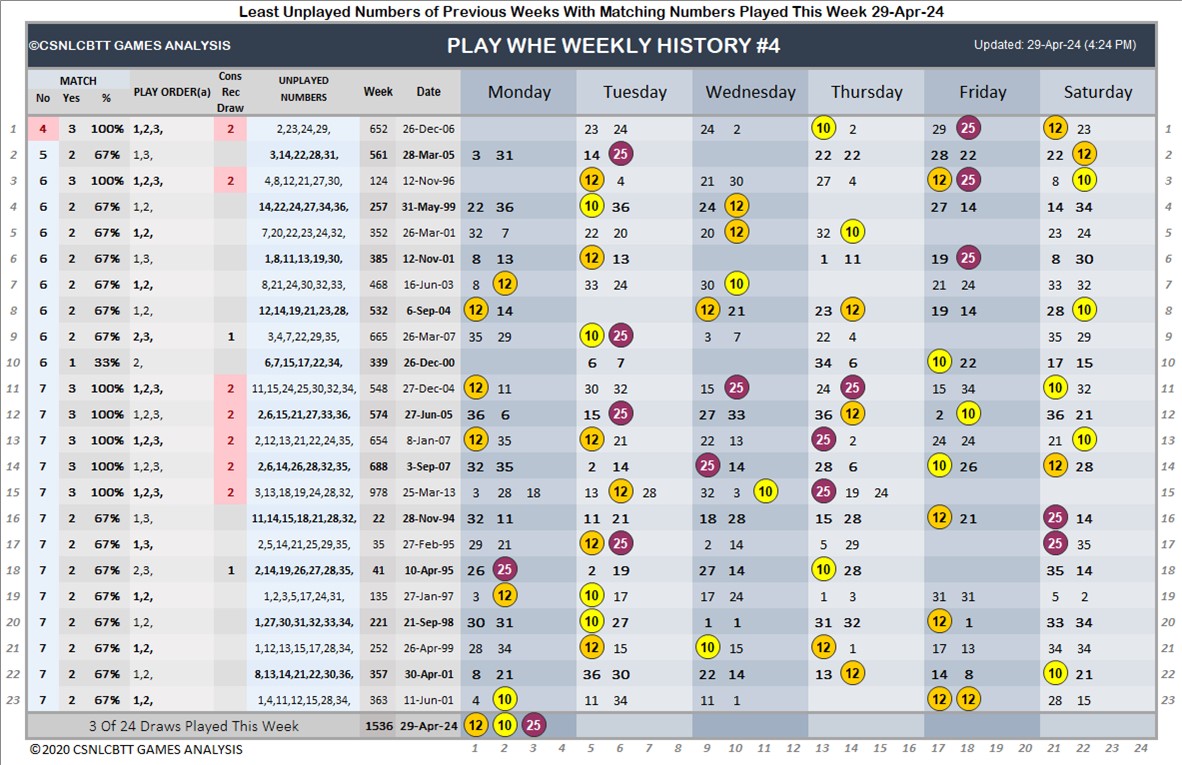 Least Unplayed Numbers of Previous Weeks With Matching Numbers Played This Week 29-Apr-24
©CSNLCBTT GAMES ANALYSIS PLAY WHE WEEKLY HISTORY #4 Updated: 29-Apr-24 (4:24 PM)
MATCH PLAY ORDER(a) Cons Rec Draw UNPLAYED NUMBERS Week Date Monday Tuesday Wednesday Thursday Friday Saturday
No Yes %
1 4 3 100% 1,2,3, 2 2,23,24,29, 652 26-Dec-06 23 24 24 2 10 2 29 25 12 23 1
2 5 2 67% 1,3, 3,14,22,28,31, 561 28-Mar-05 3 31 14 25 22 22 28 22 22 12 2
3 6 3 100% 1,2,3, 2 4,8,12,21,27,30, 124 12-Nov-96 12 4 21 30 27 4 12 25 8 10 3
4 6 2 67% 1,2, 14,22,24,27,34,36, 257 31-May-99 22 36 10 36 24 12 27 14 14 34 4
5 6 2 67% 1,2, 7,20,22,23,24,32, 352 26-Mar-01 32 7 22 20 20 12 32 10 23 24 5
6 6 2 67% 1,3, 1,8,11,13,19,30, 385 12-Nov-01 8 13 12 13 1 11 19 25 8 30 6
7 6 2 67% 1,2, 8,21,24,30,32,33, 468 16-Jun-03 8 12 33 24 30 10 21 24 33 32 7
8 6 2 67% 1,2, 12,14,19,21,23,28, 532 6-Sep-04 12 14 12 21 23 12 19 14 28 10 8
9 6 2 67% 2,3, 1 3,4,7,22,29,35, 665 26-Mar-07 35 29 10 25 3 7 22 4 35 29 9
10 6 1 33% 2, 6,7,15,17,22,34, 339 26-Dec-00 6 7 34 6 10 22 17 15 10
11 7 3 100% 1,2,3, 2 11,15,24,25,30,32,34, 548 27-Dec-04 12 11 30 32 15 25 24 25 15 34 10 32 11
12 7 3 100% 1,2,3, 2 2,6,15,21,27,33,36, 574 27-Jun-05 36 6 15 25 27 33 36 12 2 10 36 21 12
13 7 3 100% 1,2,3, 2 2,12,13,21,22,24,35, 654 8-Jan-07 12 35 12 21 22 13 25 2 24 24 21 10 13
14 7 3 100% 1,2,3, 2 2,6,14,26,28,32,35, 688 3-Sep-07 32 35 2 14 25 14 28 6 10 26 12 28 14
15 7 3 100% 1,2,3, 2 3,13,18,19,24,28,32, 978 25-Mar-13 3 28 18 13 12 28 32 3 10 25 19 24 15
16 7 2 67% 1,3, 11,14,15,18,21,28,32, 22 28-Nov-94 32 11 11 21 18 28 15 28 12 21 25 14 16
17 7 2 67% 1,3, 2,5,14,21,25,29,35, 35 27-Feb-95 29 21 12 25 2 14 5 29 25 35 17
18 7 2 67% 2,3, 1 2,14,19,26,27,28,35, 41 10-Apr-95 26 25 2 19 27 14 10 28 35 14 18
19 7 2 67% 1,2, 1,2,3,5,17,24,31, 135 27-Jan-97 3 12 10 17 17 24 1 3 31 31 5 2 19
20 7 2 67% 1,2, 1,27,30,31,32,33,34, 221 21-Sep-98 30 31 10 27 1 1 31 32 12 1 33 34 20
21 7 2 67% 1,2, 1,12,13,15,17,28,34, 252 26-Apr-99 28 34 12 15 10 15 12 1 17 13 34 34 21
22 7 2 67% 1,2, 8,13,14,21,22,30,36, 357 30-Apr-01 8 21 36 30 22 14 13 12 14 8 10 21 22
23 7 2 67% 1,2, 1,4,11,12,15,28,34, 363 11-Jun-01 4 10 11 34 11 1 12 12 28 15 23
3 Of 24 Draws Played This Week 1536 29-Apr-24 12 10 25
©2020 CSNLCBTT GAMES ANALYSIS 1 2 3 4 5 6 7 8 9 10 11 12 13 14 15 16 17 18 19 20 21 22 23 24